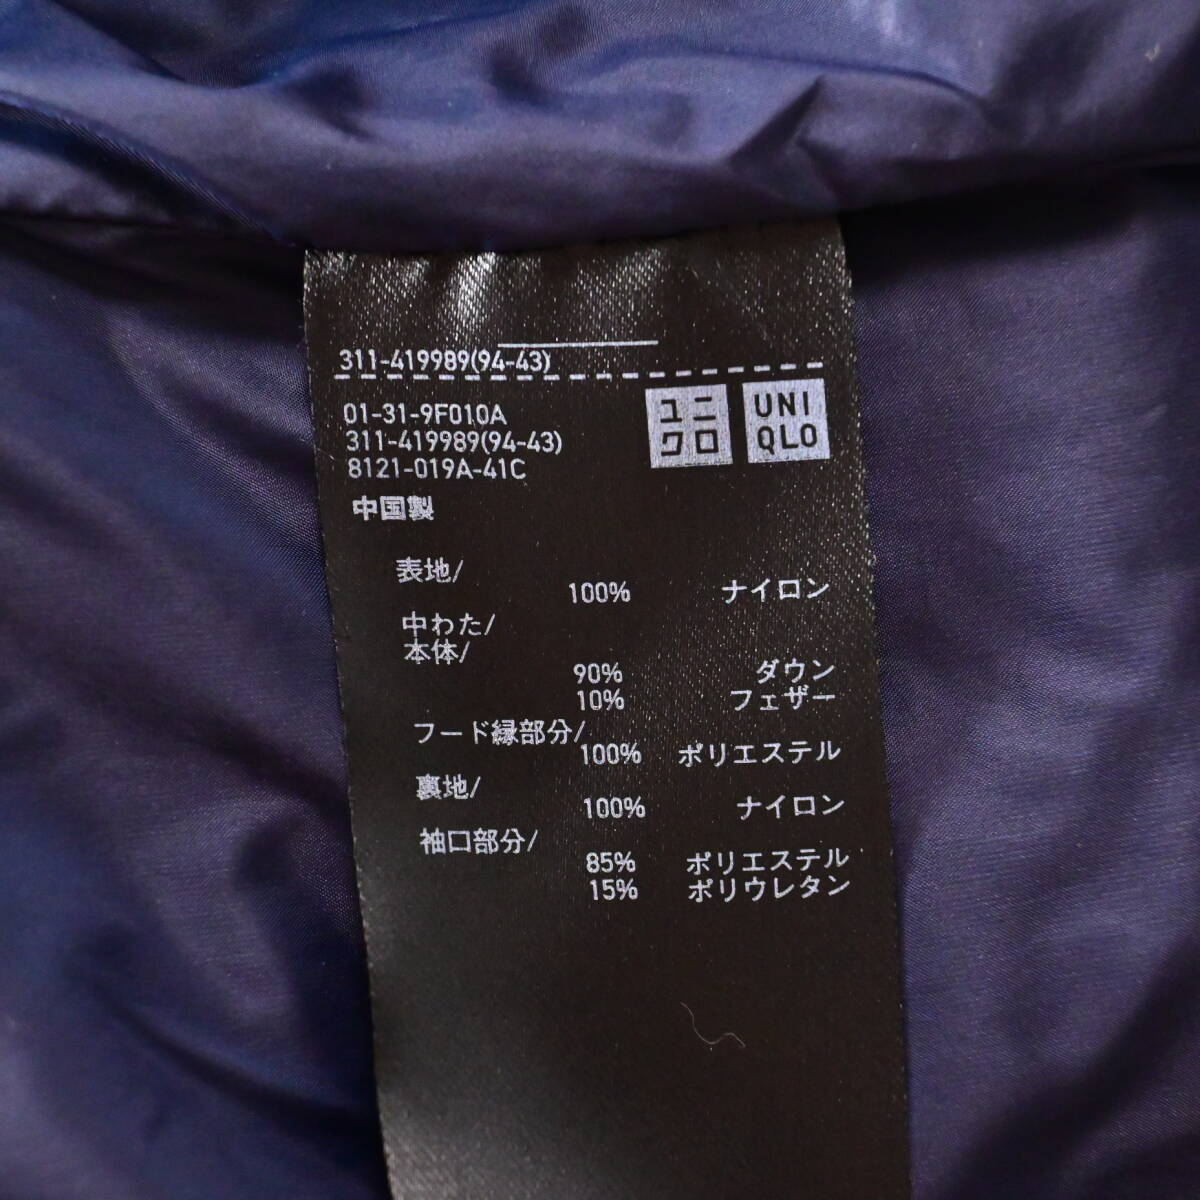 311-419989(94-43)
01-31-9F010A
311-419989(94-43)
8121-019A-41C
ユニ
クロ
UNI
QLO
中国製
表地/
100% ナイロン
中わた/
本体/
90% ダウン
10% フェザー
フード縁部分/
100% ポリエステル
裏地/
100% ナイロン
袖口部分/
85% ポリエステル
15% ポリウレタン